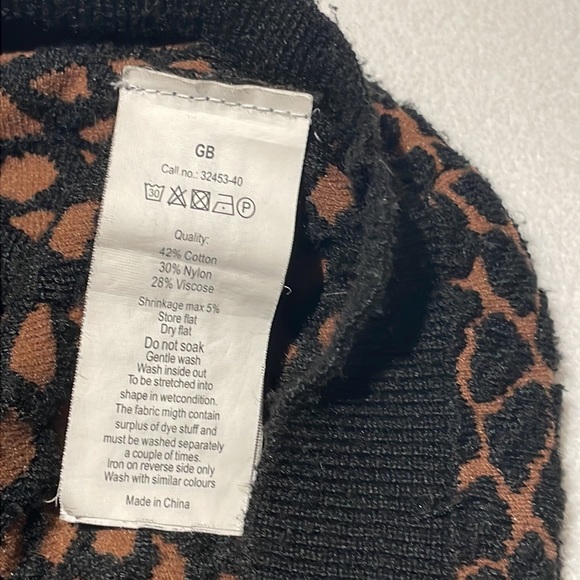 GB
Call no.: 32453-40
30 P
Quality:
42% Cotton
30% Nylon
28% Viscose
Shrinkage max 5%
Store flat
Dry flat
Do not soak
Gentle wash
Wash inside out
To be stretched into
shape in wetcondition.
The fabric migth contain
surplus of dye stuff and
must be washed separately
a couple of times.
Iron on reverse side only
Wash with similar colours
Made in China